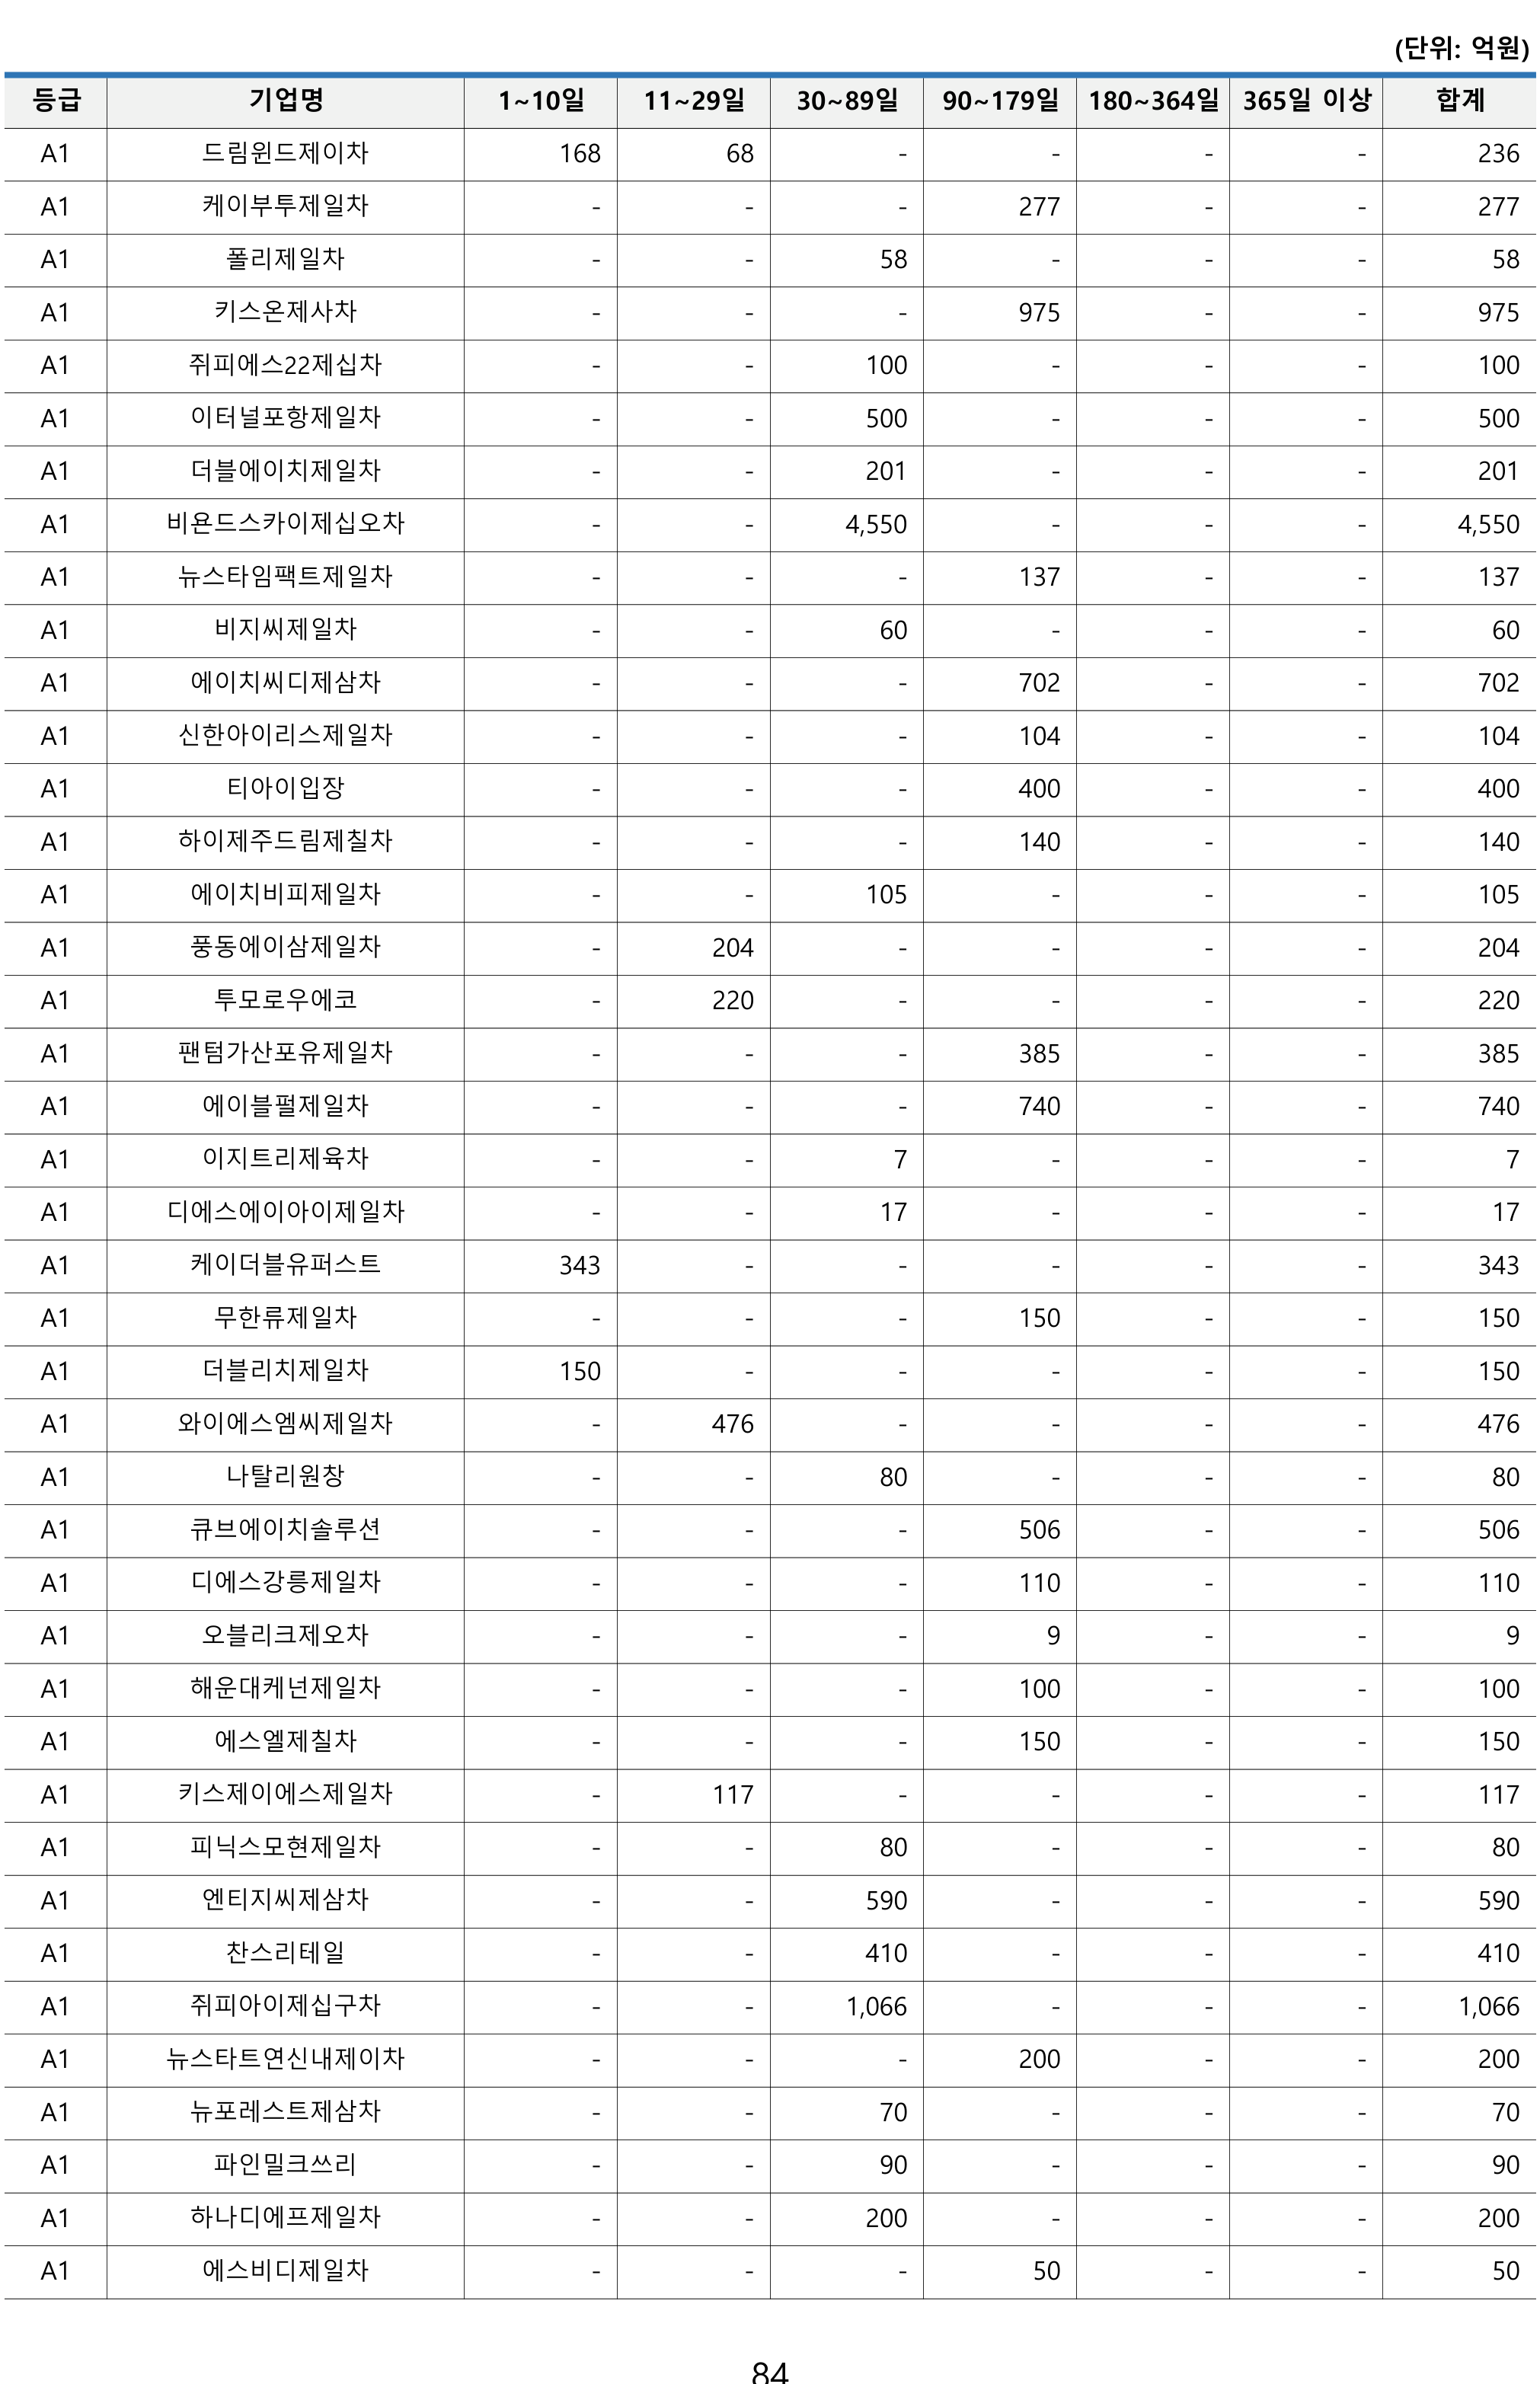 (단위: 억원)
등급 기업명 1~10일 11~29일 30~89일 90~179일 180~364일 365일 이상 합계
A1 드림윈드제이차 168 68 - - - - 236
A1 케이부투제일차 - - - 277 - - 277
A1 폴리제일차 - - 58 - - - 58
A1 키스온제사차 - - - 975 - - 975
A1 쥐피에스22제십차 - - 100 - - - 100
A1 이터널포항제일차 - - 500 - - - 500
A1 더블에이치제일차 - - 201 - - - 201
A1 비욘드스카이제십오차 - - 4,550 - - - 4,550
A1 뉴스타임팩트제일차 - - - 137 - - 137
A1 비지씨제일차 - - 60 - - - 60
A1 에이치씨디제삼차 - - - 702 - - 702
A1 신한아이리스제일차 - - - 104 - - 104
A1 티아이입장 - - - 400 - - 400
A1 하이제주드림제칠차 - - - 140 - - 140
A1 에이치비피제일차 - - 105 - - - 105
A1 풍동에이삼제일차 - 204 - - - - 204
A1 투모로우에코 - 220 - - - - 220
A1 팬텀가산포유제일차 - - - 385 - - 385
A1 에이블펄제일차 - - - 740 - - 740
A1 이지트리제육차 - - 7 - - - 7
A1 디에스에이아이제일차 - - 17 - - - 17
A1 케이더블유퍼스트 343 - - - - - 343
A1 무한류제일차 - - - 150 - - 150
A1 더블리치제일차 150 - - - - - 150
A1 와이에스엠씨제일차 - 476 - - - - 476
A1 나탈리원창 - - 80 - - - 80
A1 큐브에이치솔루션 - - - 506 - - 506
A1 디에스강릉제일차 - - - 110 - - 110
A1 오블리크제오차 - - - 9 - - 9
A1 해운대케넌제일차 - - - 100 - - 100
A1 에스엘제칠차 - - - 150 - - 150
A1 키스제이에스제일차 - 117 - - - - 117
A1 피닉스모현제일차 - - 80 - - - 80
A1 엔티지씨제삼차 - - 590 - - - 590
A1 찬스리테일 - - 410 - - - 410
A1 쥐피아이제십구차 - - 1,066 - - - 1,066
A1 뉴스타트연신내제이차 - - - 200 - - 200
A1 뉴포레스트제삼차 - - 70 - - - 70
A1 파인밀크쓰리 - - 90 - - - 90
A1 하나디에프제일차 - - 200 - - - 200
A1 에스비디제일차 - - - 50 - - 50
84